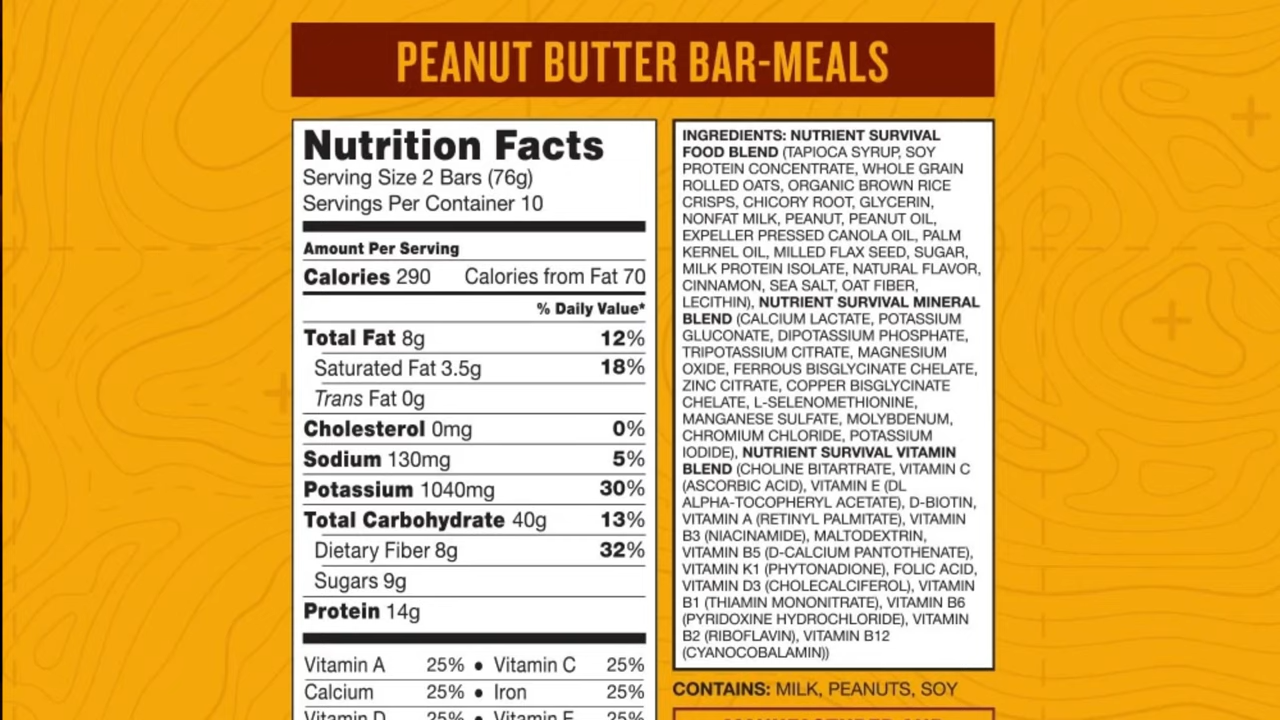 PEANUT BUTTER BAR-MEALS
Nutrition Facts
Serving Size 2 Bars (76g)
Servings Per Container 10
Amount Per Serving
Calories 290 Calories from Fat 70
% Daily Value*
Total Fat 8g 12%
Saturated Fat 3.5g 18%
Trans Fat 0g
Cholesterol 0mg 0%
Sodium 130mg 5%
Potassium 1040mg 30%
Total Carbohydrate 40g 13%
Dietary Fiber 8g 32%
Sugars 9g
Protein 14g
Vitamin A 25% • Vitamin C 25%
Calcium 25% • Iron 25%
Vitamin D 25% • Vitamin E 25%
INGREDIENTS: NUTRIENT SURVIVAL
FOOD BLEND (TAPIOCA SYRUP, SOY
PROTEIN CONCENTRATE, WHOLE GRAIN
ROLLED OATS, ORGANIC BROWN RICE
CRISPS, CHICORY ROOT, GLYCERIN,
NONFAT MILK, PEANUT, PEANUT OIL,
EXPELLER PRESSED CANOLA OIL, PALM
KERNEL OIL, MILLED FLAX SEED, SUGAR,
MILK PROTEIN ISOLATE, NATURAL FLAVOR,
CINNAMON, SEA SALT, OAT FIBER,
LECITHIN), NUTRIENT SURVIVAL MINERAL
BLEND (CALCIUM LACTATE, POTASSIUM
GLUCONATE, DIPOTASSIUM PHOSPHATE,
TRIPOTASSIUM CITRATE, MAGNESIUM
OXIDE, FERROUS BISGLYCINATE CHELATE,
ZINC CITRATE, COPPER BISGLYCINATE
CHELATE, L-SELENOMETHIONINE,
MANGANESE SULFATE, MOLYBDENUM,
CHROMIUM CHLORIDE, POTASSIUM
IODIDE), NUTRIENT SURVIVAL VITAMIN
BLEND (CHOLINE BITARTRATE, VITAMIN C
(ASCORBIC ACID), VITAMIN E (DL
ALPHA-TOCOPHERYL ACETATE), D-BIOTIN,
VITAMIN A (RETINYL PALMITATE), VITAMIN
B3 (NIACINAMIDE), MALTODEXTRIN,
VITAMIN B5 (D-CALCIUM PANTOTHENATE),
VITAMIN K1 (PHYTONADIONE), FOLIC ACID,
VITAMIN D3 (CHOLECALCIFEROL), VITAMIN
B1 (THIAMIN MONONITRATE), VITAMIN B6
(PYRIDOXINE HYDROCHLORIDE), VITAMIN
B2 (RIBOFLAVIN), VITAMIN B12
(CYANOCOBALAMIN))
CONTAINS: MILK, PEANUTS, SOY